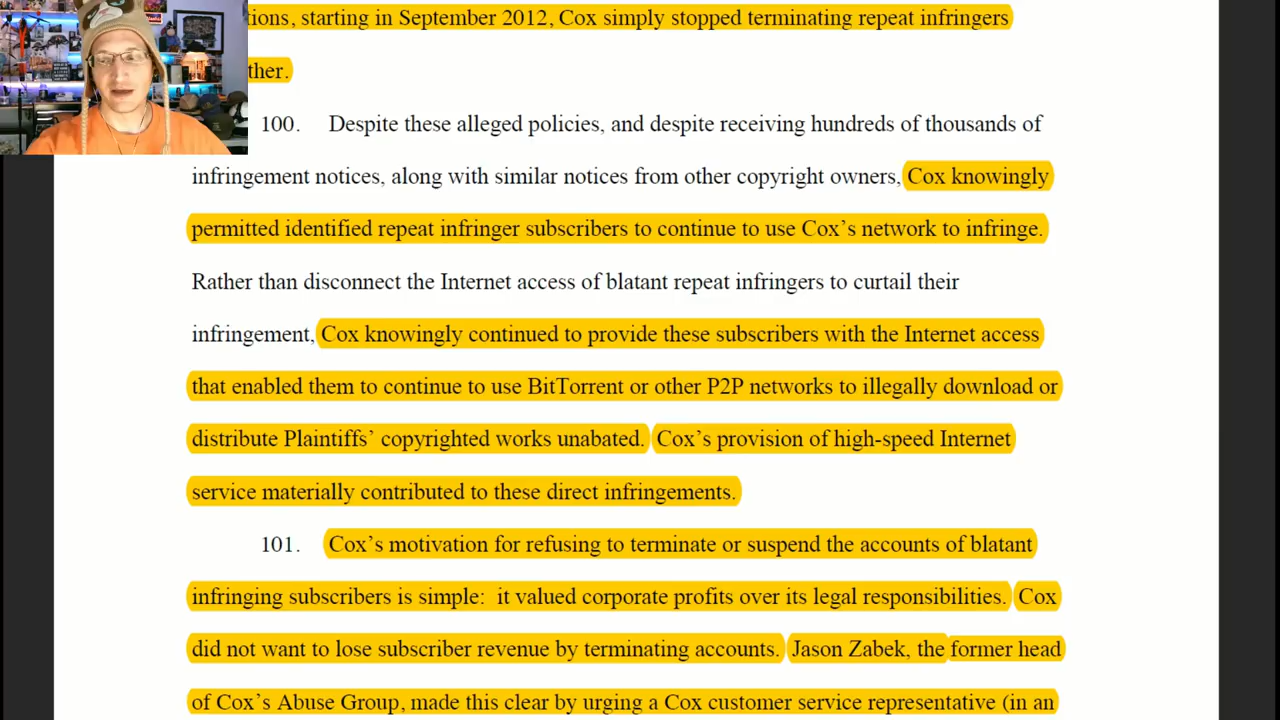 tions, starting in September 2012, Cox simply stopped terminating repeat infringers
ther.
100. Despite these alleged policies, and despite receiving hundreds of thousands of
infringement notices, along with similar notices from other copyright owners, Cox knowingly
permitted identified repeat infringer subscribers to continue to use Cox’s network to infringe.
Rather than disconnect the Internet access of blatant repeat infringers to curtail their
infringement, Cox knowingly continued to provide these subscribers with the Internet access
that enabled them to continue to use BitTorrent or other P2P networks to illegally download or
distribute Plaintiffs’ copyrighted works unabated. Cox’s provision of high-speed Internet
service materially contributed to these direct infringements.
101. Cox’s motivation for refusing to terminate or suspend the accounts of blatant
infringing subscribers is simple: it valued corporate profits over its legal responsibilities. Cox
did not want to lose subscriber revenue by terminating accounts. Jason Zabek, the former head
of Cox’s Abuse Group, made this clear by urging a Cox customer service representative (in an